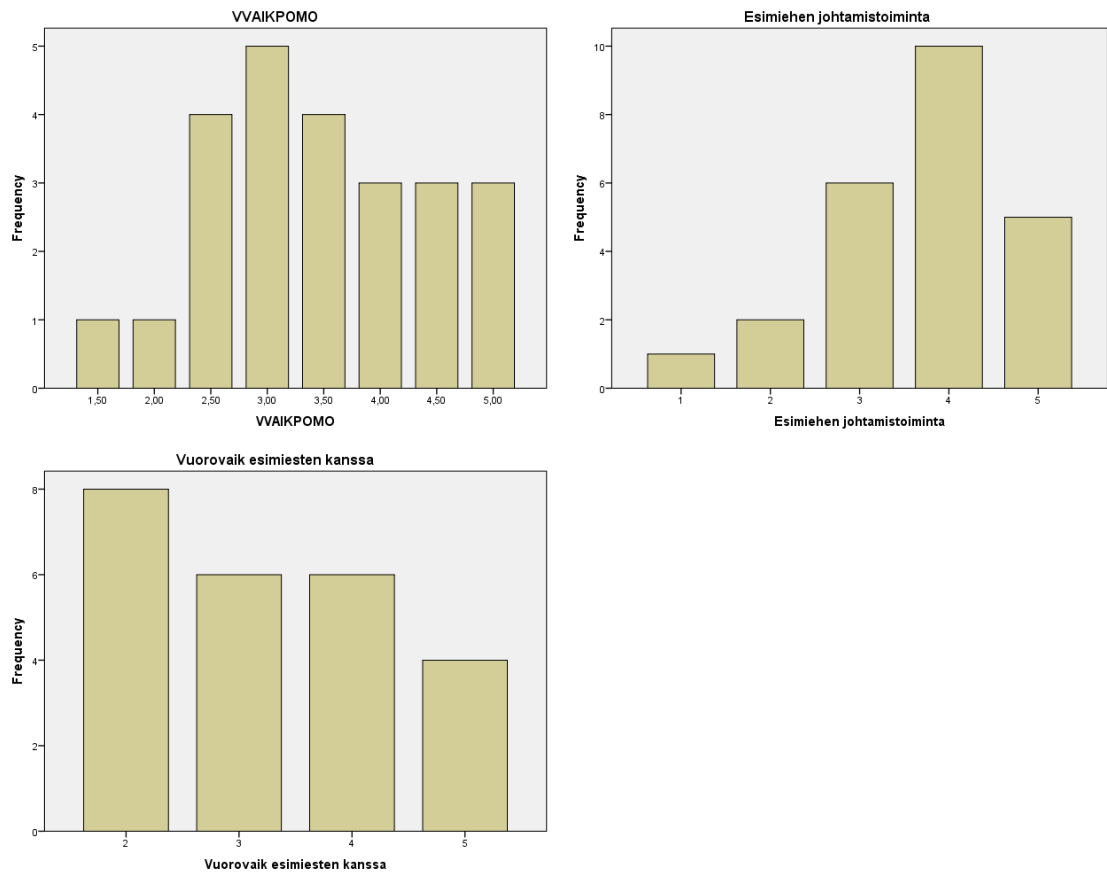 VVAIKPOMO
Frequency
5
4
3
2
1
0
1,50 2,00 2,50 3,00 3,50 4,00 4,50 5,00
VVAIKPOMO
Esimiehen johtamistoiminta
Frequency
10
8
6
4
2
0
1 2 3 4 5
Esimiehen johtamistoiminta
Vuorovaik esimiesten kanssa
Frequency
8
6
4
2
0
2 3 4 5
Vuorovaik esimiesten kanssa